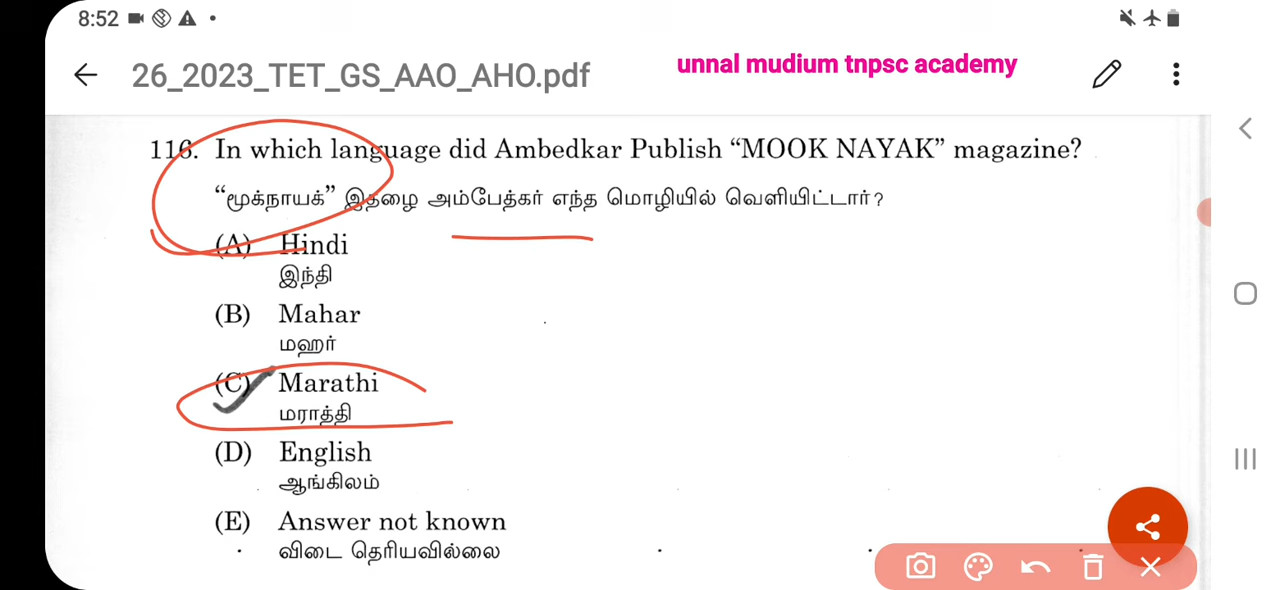 8:52
26_2023_TET_GS_AAO_AHO.pdf
unnal mudium tnpsc academy
116. In which language did Ambedkar Publish “MOOK NAYAK” magazine?
“மூக்நாயக்” இதழை அம்பேத்கர் எந்த மொழியில் வெளியிட்டார்?
(A) Hindi
இந்தி
(B) Mahar
மஹர்
(C) Marathi
மராத்தி
(D) English
ஆங்கிலம்
(E) Answer not known
விடை தெரியவில்லை